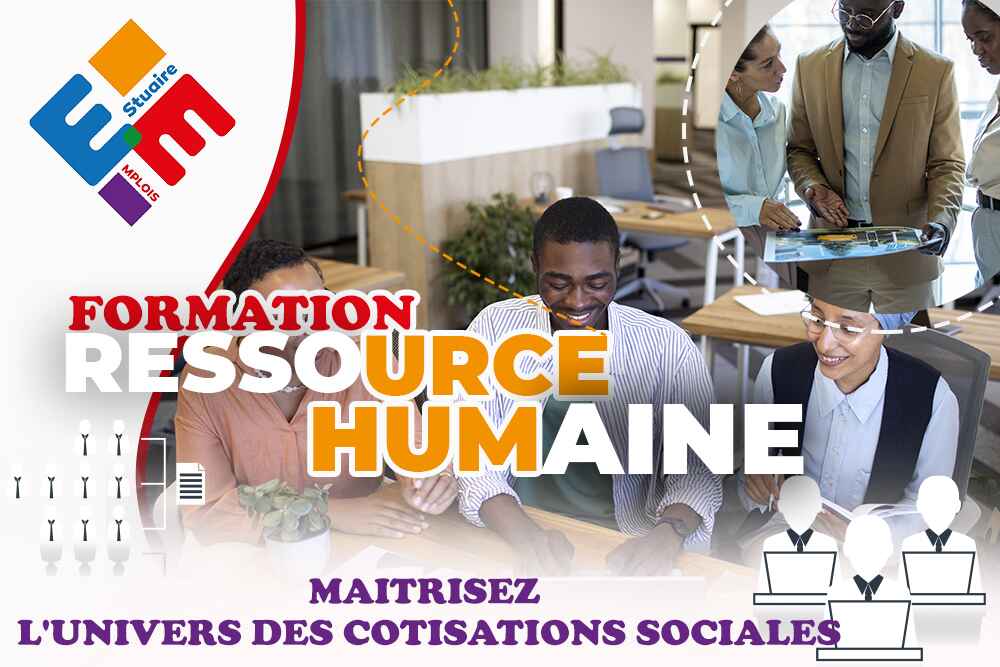 Stuaire
MPLOIS
FORMATION
RESSOURCE
HUMAINE
MAITRISEZ
L'UNIVERS DES COTISATIONS SOCIALES